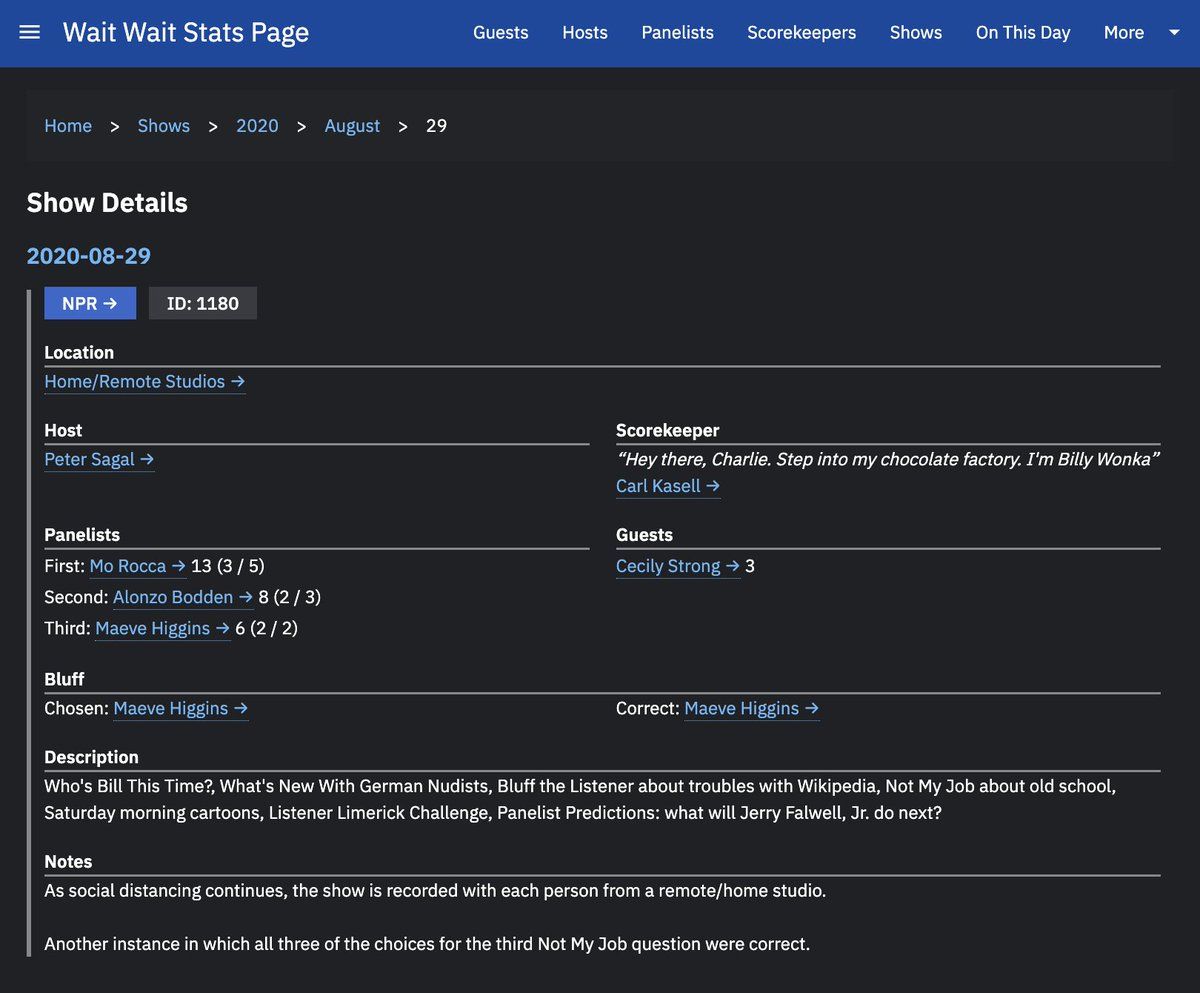 Wait Wait Stats Page
Guests Hosts Panelists Scorekeepers Shows On This Day More
Home > Shows > 2020 > August > 29
Show Details
2020-08-29
NPR → ID: 1180
Location
Home/Remote Studios →
Host
Peter Sagal →
Scorekeeper
“Hey there, Charlie. Step into my chocolate factory. I'm Billy Wonka”
Carl Kasell →
Panelists
First: Mo Rocca → 13 (3 / 5)
Second: Alonzo Bodden → 8 (2 / 3)
Third: Maeve Higgins → 6 (2 / 2)
Guests
Cecily Strong → 3
Bluff
Chosen: Maeve Higgins →
Correct: Maeve Higgins →
Description
Who's Bill This Time?, What's New With German Nudists, Bluff the Listener about troubles with Wikipedia, Not My Job about old school,
Saturday morning cartoons, Listener Limerick Challenge, Panelist Predictions: what will Jerry Falwell, Jr. do next?
Notes
As social distancing continues, the show is recorded with each person from a remote/home studio.
Another instance in which all three of the choices for the third Not My Job question were correct.